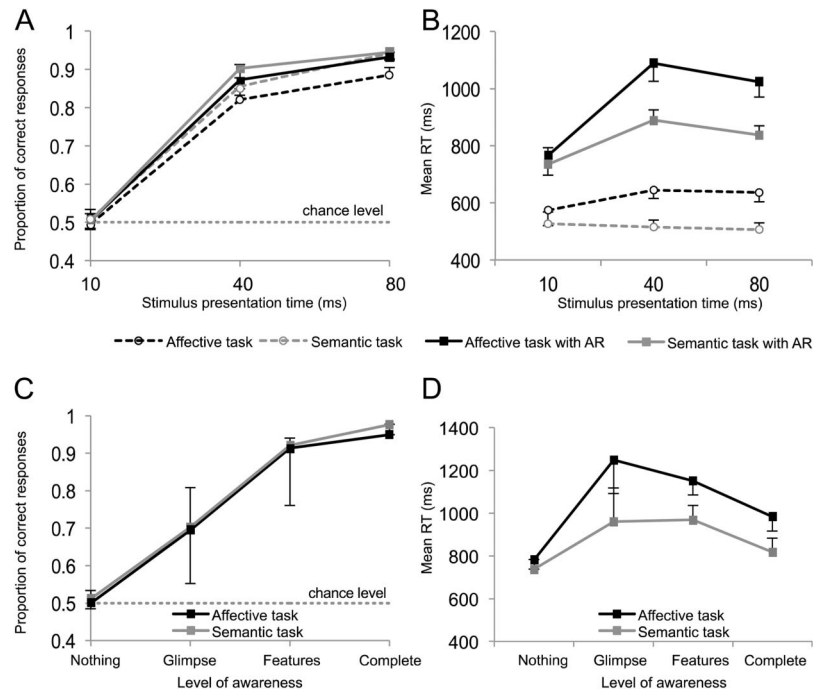 A
Proportion of correct responses
1
0.9
0.8
0.7
0.6
0.5
0.4
chance level
10 40 80
Stimulus presentation time (ms)
B
Mean RT (ms)
1200
1000
800
600
400
10 40 80
Stimulus presentation time (ms)
Affective task Semantic task Affective task with AR Semantic task with AR
C
Proportion of correct responses
1
0.9
0.8
0.7
0.6
0.5
0.4
chance level
Affective task
Semantic task
Nothing Glimpse Features Complete
Level of awareness
D
Mean RT (ms)
1400
1200
1000
800
600
400
Affective task
Semantic task
Nothing Glimpse Features Complete
Level of awareness